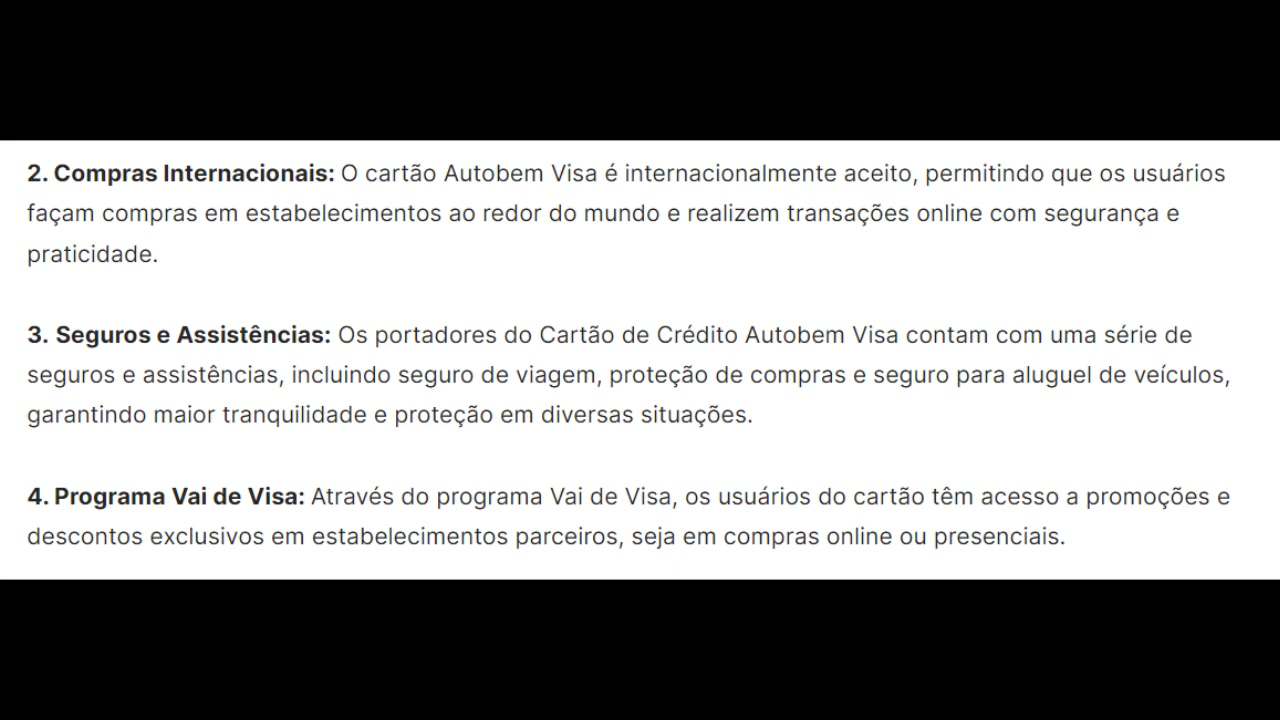 2. Compras Internacionais: O cartão Autobem Visa é internacionalmente aceito, permitindo que os usuários
façam compras em estabelecimentos ao redor do mundo e realizem transações online com segurança e
praticidade.
3. Seguros e Assistências: Os portadores do Cartão de Crédito Autobem Visa contam com uma série de
seguros e assistências, incluindo seguro de viagem, proteção de compras e seguro para aluguel de veículos,
garantindo maior tranquilidade e proteção em diversas situações.
4. Programa Vai de Visa: Através do programa Vai de Visa, os usuários do cartão têm acesso a promoções e
descontos exclusivos em estabelecimentos parceiros, seja em compras online ou presenciais.